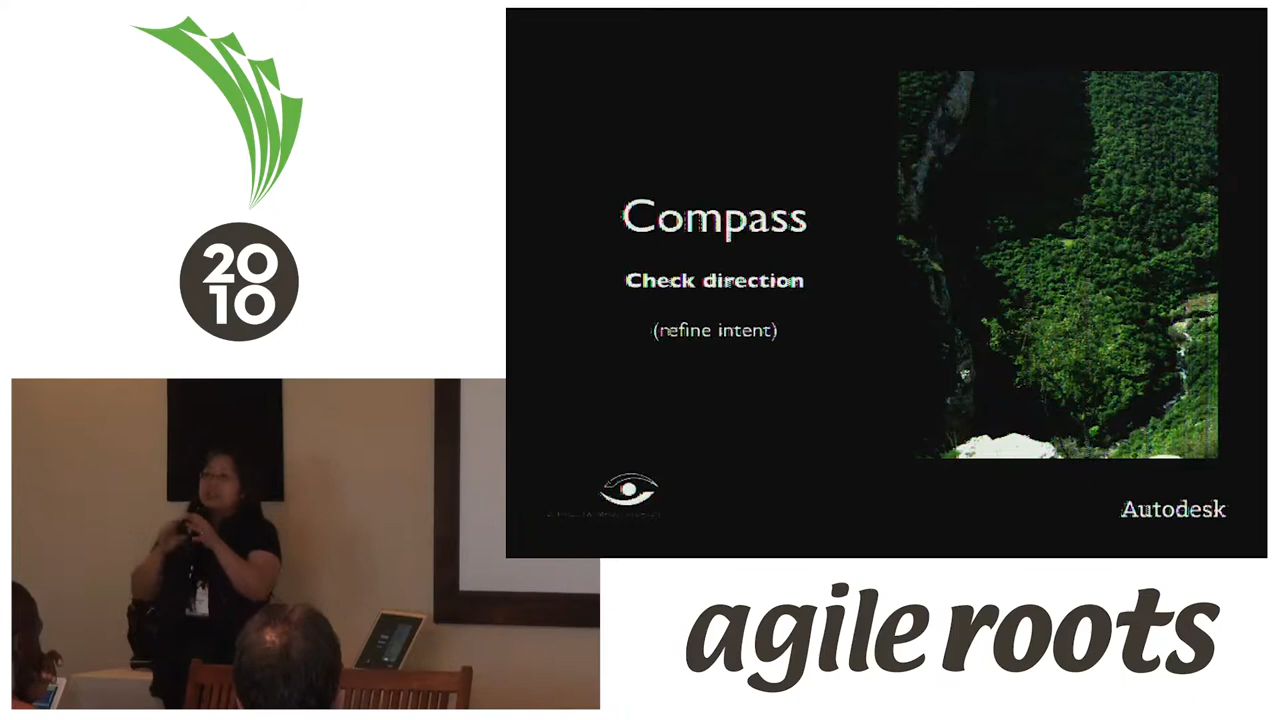 20
10
Compass
Check direction
(refine intent)
Autodesk
agile roots